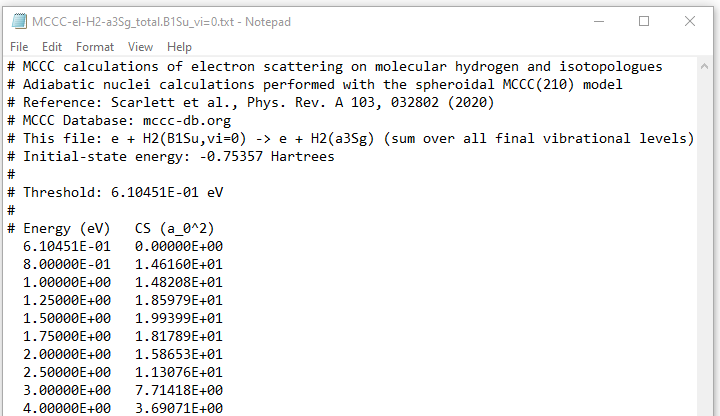 MCCC-el-H2-a3Sg_total.B1Su_vi=0.txt - Notepad
File Edit Format View Help
# MCCC calculations of electron scattering on molecular hydrogen and isotopologues
# Adiabatic nuclei calculations performed with the spheroidal MCCC(210) model
# Reference: Scarlett et al., Phys. Rev. A 103, 032802 (2020)
# MCCC Database: mccc-db.org
# This file: e + H2(B1Su,vi=0) -> e + H2(a3Sg) (sum over all final vibrational levels)
# Initial-state energy: -0.75357 Hartrees
#
# Threshold: 6.10451E-01 eV
#
# Energy (eV) CS (a_0^2)
6.10451E-01 0.00000E+00
8.00000E-01 1.46160E+01
1.00000E+00 1.48208E+01
1.25000E+00 1.85979E+01
1.50000E+00 1.99399E+01
1.75000E+00 1.81789E+01
2.00000E+00 1.58653E+01
2.50000E+00 1.13076E+01
3.00000E+00 7.71418E+00
4.00000E+00 3.69071E+00